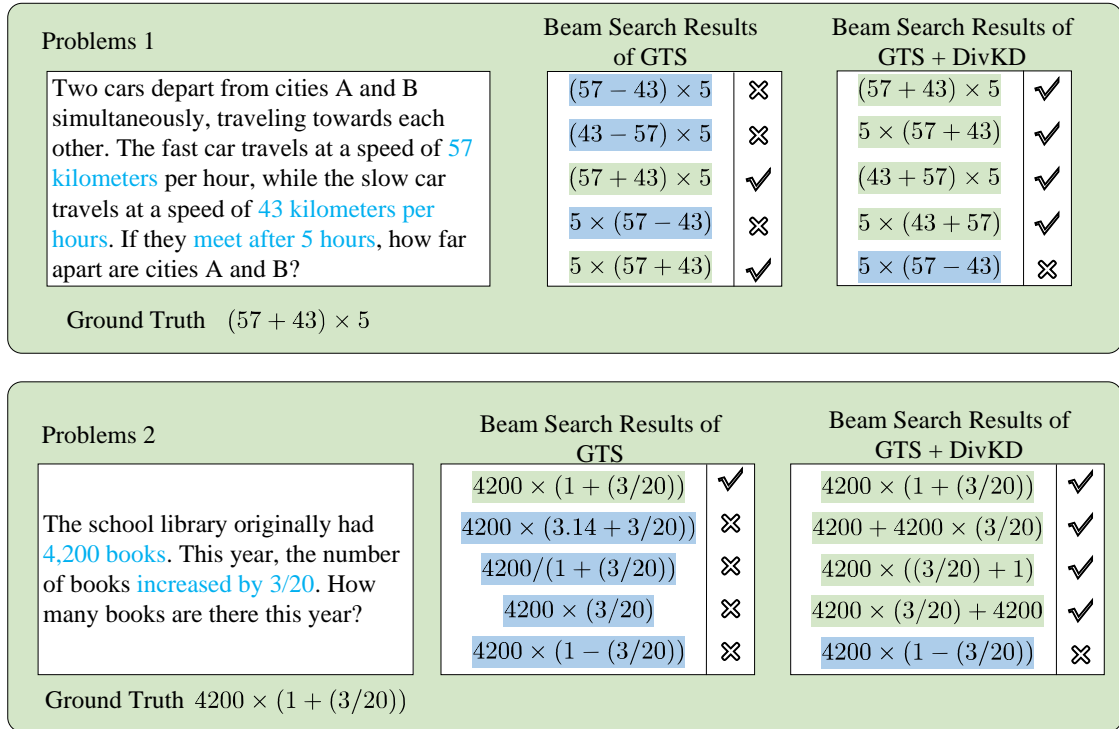 Problems 1
Beam Search Results
of GTS
Beam Search Results of
GTS + DivKD
Two cars depart from cities A and B
simultaneously, traveling towards each
other. The fast car travels at a speed of 57
kilometers per hour, while the slow car
travels at a speed of 43 kilometers per
hours. If they meet after 5 hours, how far
apart are cities A and B?
(57 − 43) × 5
(43 − 57) × 5
(57 + 43) × 5
5 × (57 − 43)
5 × (57 + 43)
(57 + 43) × 5
5 × (57 + 43)
(43 + 57) × 5
5 × (43 + 57)
5 × (57 − 43)
Ground Truth (57 + 43) × 5
Problems 2
Beam Search Results of
GTS
Beam Search Results of
GTS + DivKD
The school library originally had
4,200 books. This year, the number
of books increased by 3/20. How
many books are there this year?
4200 × (1 + (3/20))
4200 × (3.14 + 3/20))
4200/(1 + (3/20))
4200 × (3/20)
4200 × (1 − (3/20))
4200 × (1 + (3/20))
4200 + 4200 × (3/20)
4200 × ((3/20) + 1)
4200 × (3/20) + 4200
4200 × (1 − (3/20))
Ground Truth 4200 × (1 + (3/20))